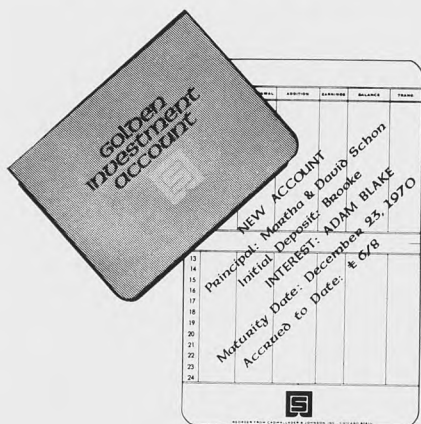 GOLDEN
INVESTMENT
ACCOUNT
ADDITION EARNINGS BALANCE TRANS
NEW ACCOUNT
Principal: Martha & David Schon
Initial Deposit: Brooke
INTEREST: ADAM BLAKE
Maturity Date: December 23, 1970
Accrued to Date: # 6/8
13
14
15
16
17
18
19
20
21
22
23
24